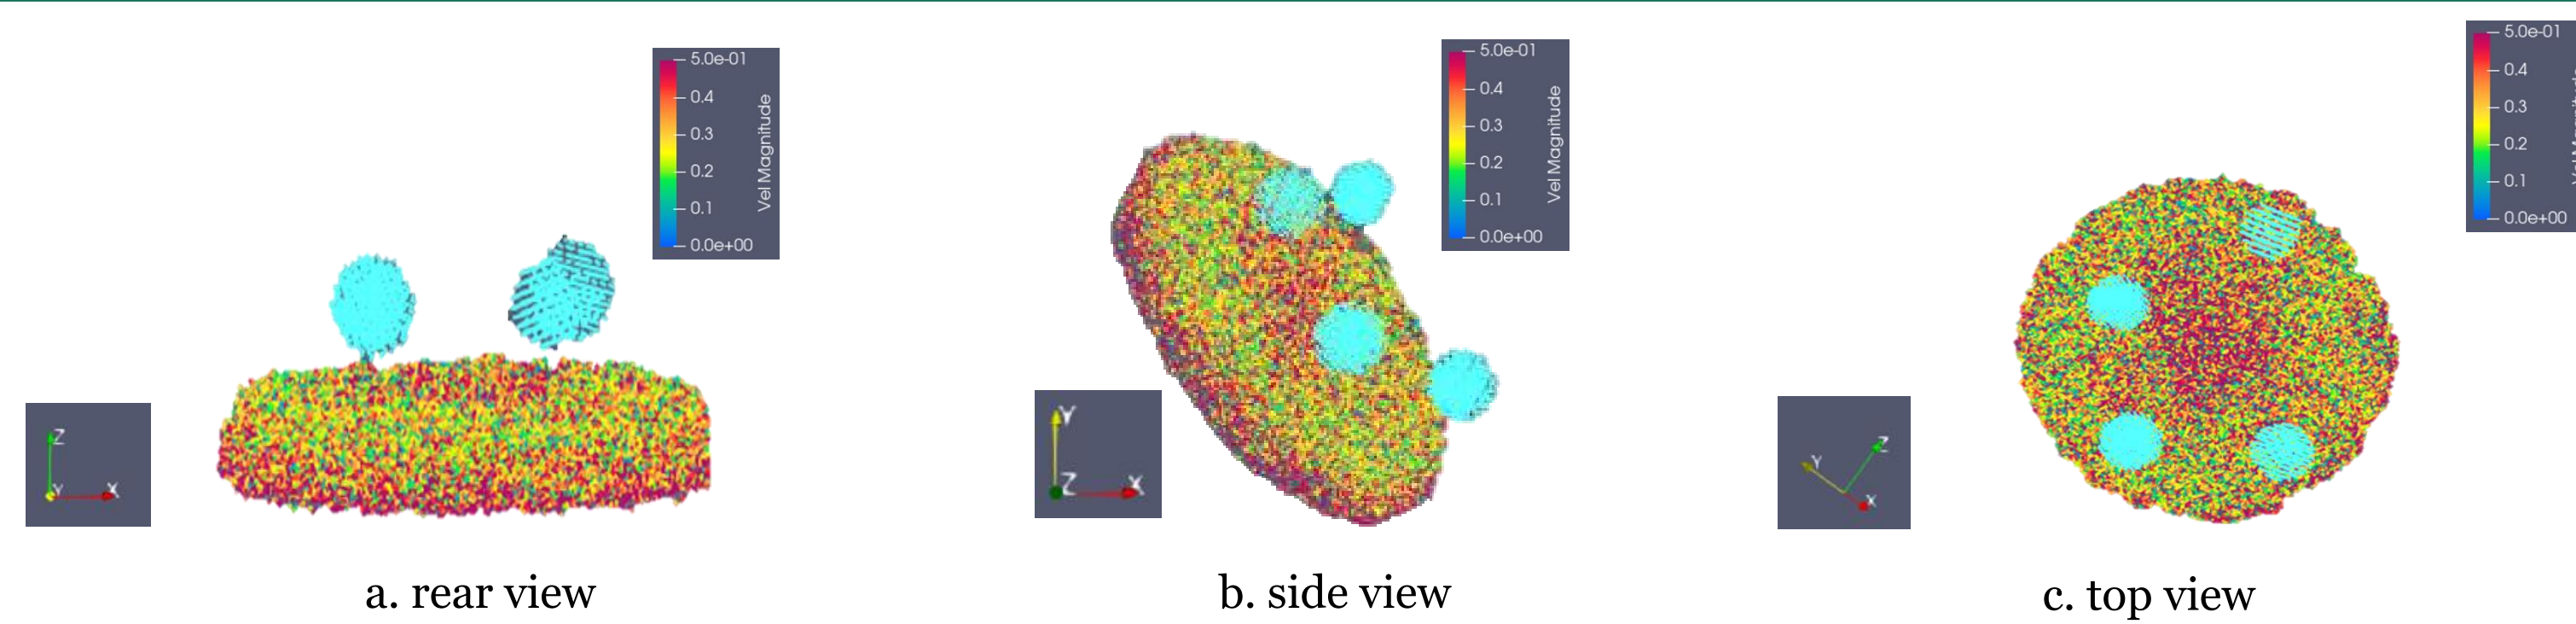 5.0e-01
0.4
0.3
0.2
0.1
0.0e+00
Vel Magnitude
Z
Y
X
a. rear view
5.0e-01
0.4
0.3
0.2
0.1
0.0e+00
Vel Magnitude
Y
Z
X
b. side view
5.0e-01
0.4
0.3
0.2
0.1
0.0e+00
Z
Y
X
c. top view